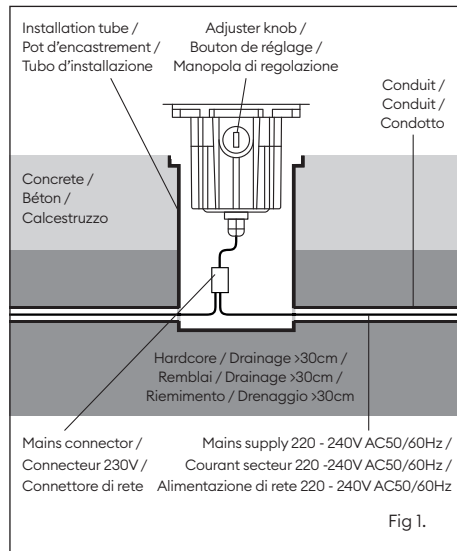 Installation tube /
Pot d'encastrement /
Tubo d'installazione
Adjuster knob /
Bouton de réglage /
Manopola di regolazione
Conduit /
Conduit /
Condotto
Concrete /
Béton /
Calcestruzzo
Hardcore / Drainage >30cm /
Remblai / Drainage >30cm /
Riemimento / Drenaggio >30cm
Mains connector /
Connecteur 230V /
Connettore di rete
Mains supply 220 - 240V AC50/60Hz /
Courant secteur 220 -240V AC50/60Hz /
Alimentazione di rete 220 - 240V AC50/60Hz
Fig 1.